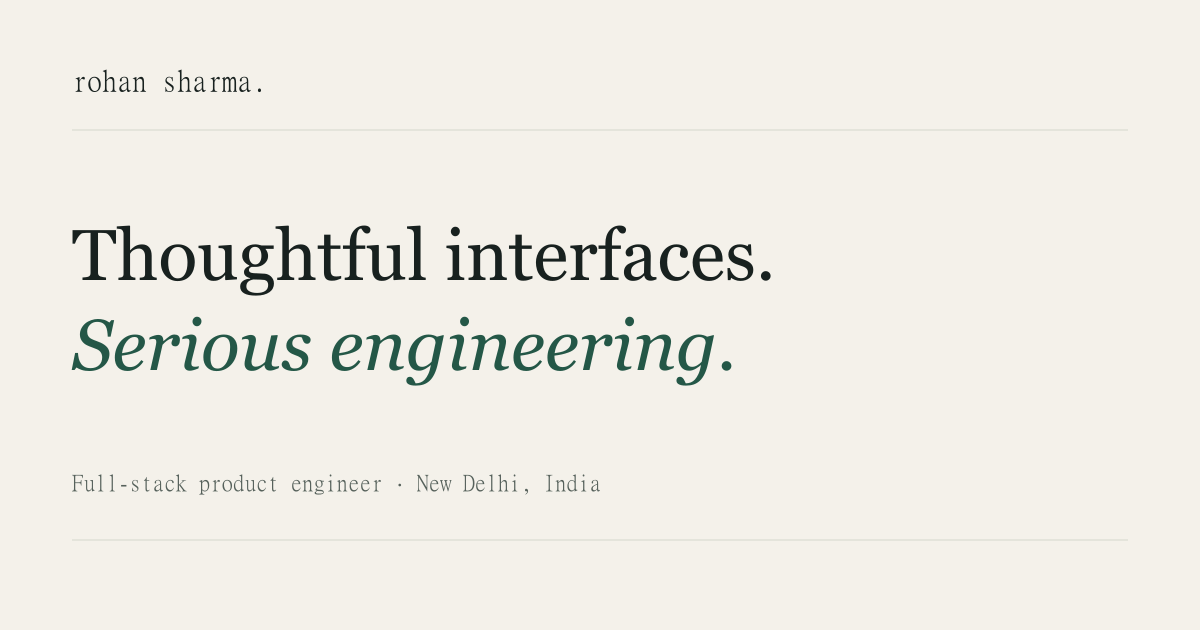 rohan sharma.
Thoughtful interfaces.
Serious engineering.
Full-stack product engineer · New Delhi, India